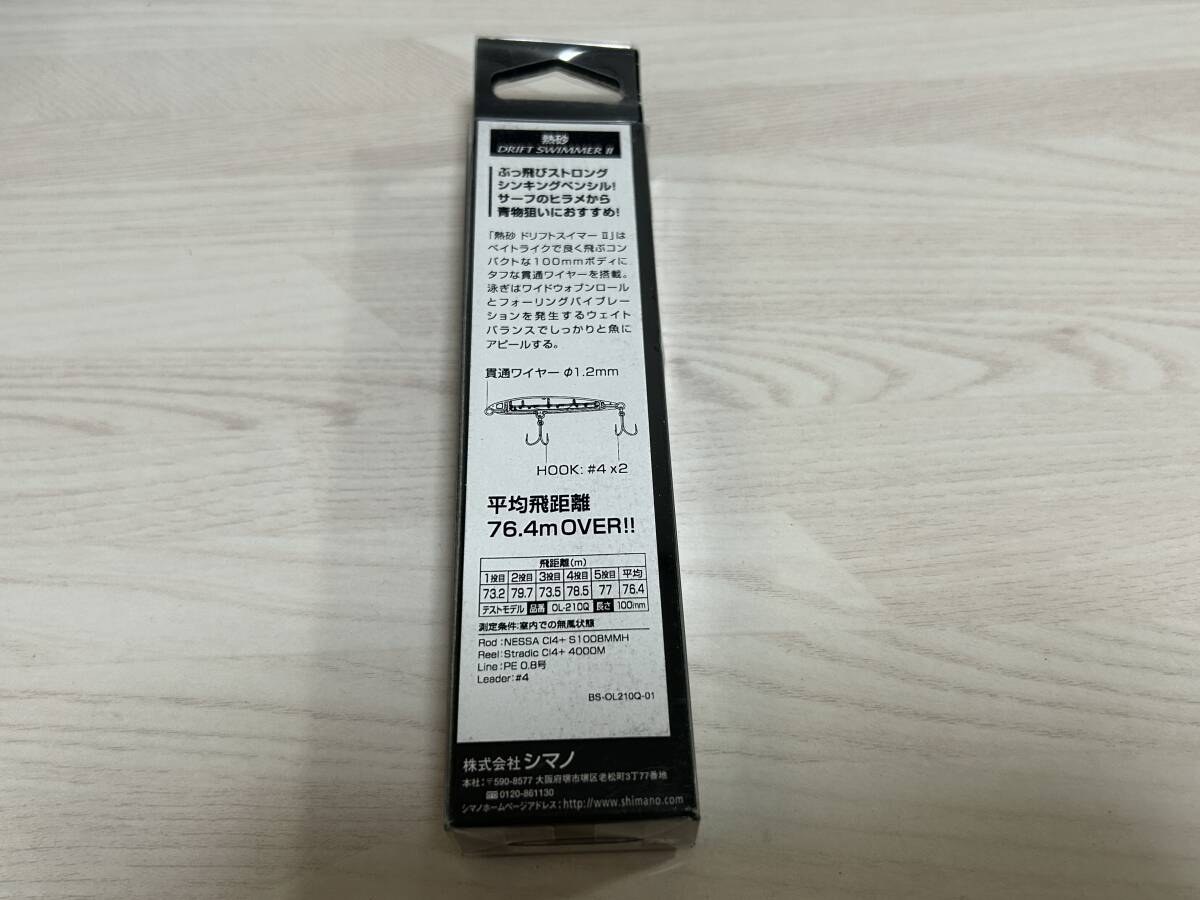 熱砂
DRIFT SWIMMER II
ぶっ飛びストロング
シンキングペンシル!
サーフのヒラメから
青物狙いにおすすめ!
「熱砂 ドリフトスイマー II」は
ベイトライクで良く飛ぶコン
パクトな100mmボディに
タフな貫通ワイヤーを搭載。
泳ぎはワイドウォブンロール
とフォーリングバイブレー
ションを発生するウェイト
バランスでしっかりと魚に
アピールする。
貫通ワイヤー φ1.2mm
HOOK: #4 x2
平均飛距離
76.4mOVER!!
飛距離(m)
1投目 2投目 3投目 4投目 5投目 平均
73.2 79.7 73.5 78.5 77 76.4
テストモデル 品番 OL-210Q 長さ 100mm
測定条件:室内での無風状態
Rod :NESSA CI4+ S1008MMH
Reel:Stradic CI4+ 4000M
Line:PE 0.8号
Leader:#4
BS-OL210Q-01
株式会社シマノ
本社:〒590-8577 大阪府堺市堺区老松町3丁77番地
0120-861130
シマノホームページアドレス:http://www.shimano.com